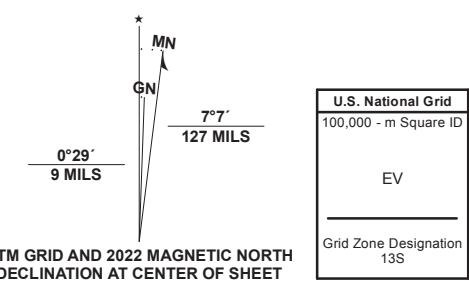 ★
MN
GN
7°7´
127 MILS
0°29´
9 MILS
TM GRID AND 2022 MAGNETIC NORTH
DECLINATION AT CENTER OF SHEET
U.S. National Grid
100,000 - m Square ID
EV
Grid Zone Designation
13S